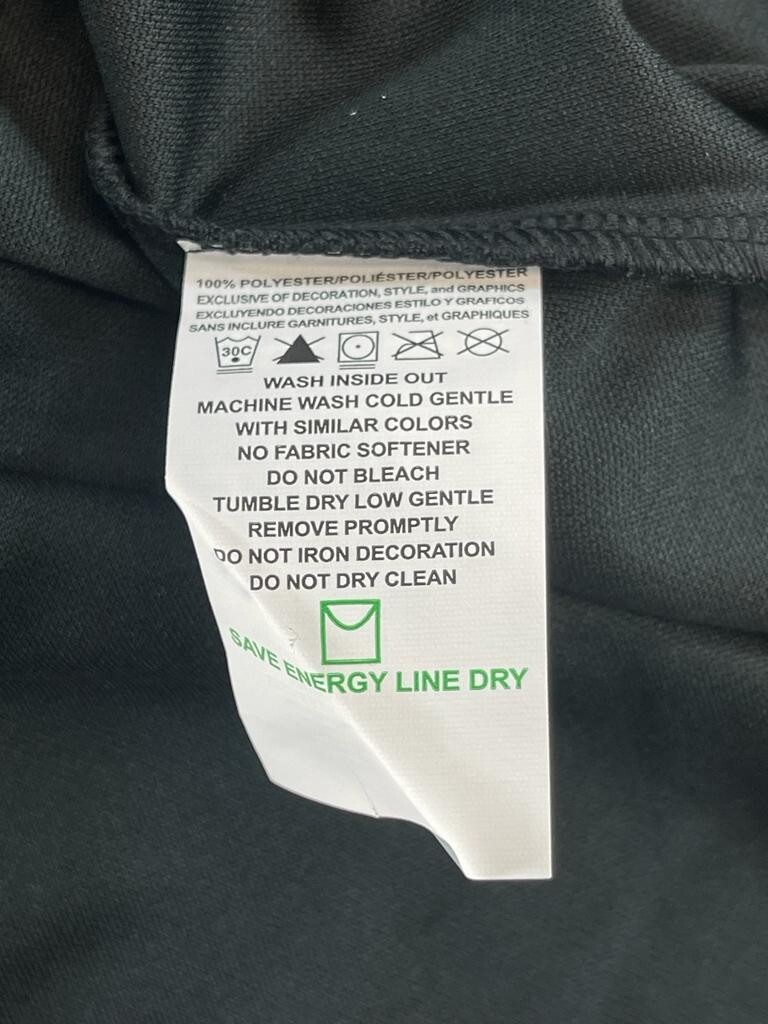 100% POLYESTER/POLIÉSTER/POLYESTER
EXCLUSIVE OF DECORATION, STYLE, and GRAPHICS
EXCLUYENDO DECORACIONES ESTILO Y GRAFICOS
SANS INCLURE GARNITURES, STYLE, et GRAPHIQUES
30C
WASH INSIDE OUT
MACHINE WASH COLD GENTLE
WITH SIMILAR COLORS
NO FABRIC SOFTENER
DO NOT BLEACH
TUMBLE DRY LOW GENTLE
REMOVE PROMPTLY
DO NOT IRON DECORATION
DO NOT DRY CLEAN
SAVE ENERGY LINE DRY